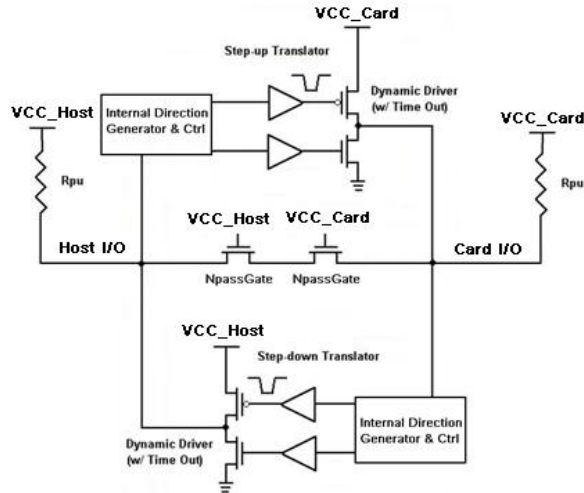 VCC_Card
Step-up Translator
Dynamic Driver
(w/ Time Out)
Internal Direction
Generator & Ctrl
VCC_Host
Rpu
VCC_Card
Rpu
VCC_Host
VCC_Card
Host I/O
Card I/O
NpassGate
NpassGate
VCC_Host
Step-down Translator
Internal Direction
Generator & Ctrl
Dynamic Driver
(w/ Time Out)